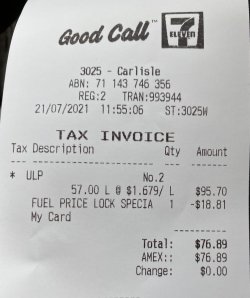 Good Call™ 7 ELEVEN
3025 - Carlisle
ABN: 71 143 746 356
REG:2 TRAN:993944
21/07/2021 11:55:06 ST:3025W
TAX INVOICE
Tax Description Qty Amount
* ULP No.2
57.00 L @ $1.679/ L $95.70
FUEL PRICE LOCK SPECIA 1 -$18.81
My Card
Total: $76.89
AMEX:: $76.89
Change: $0.00